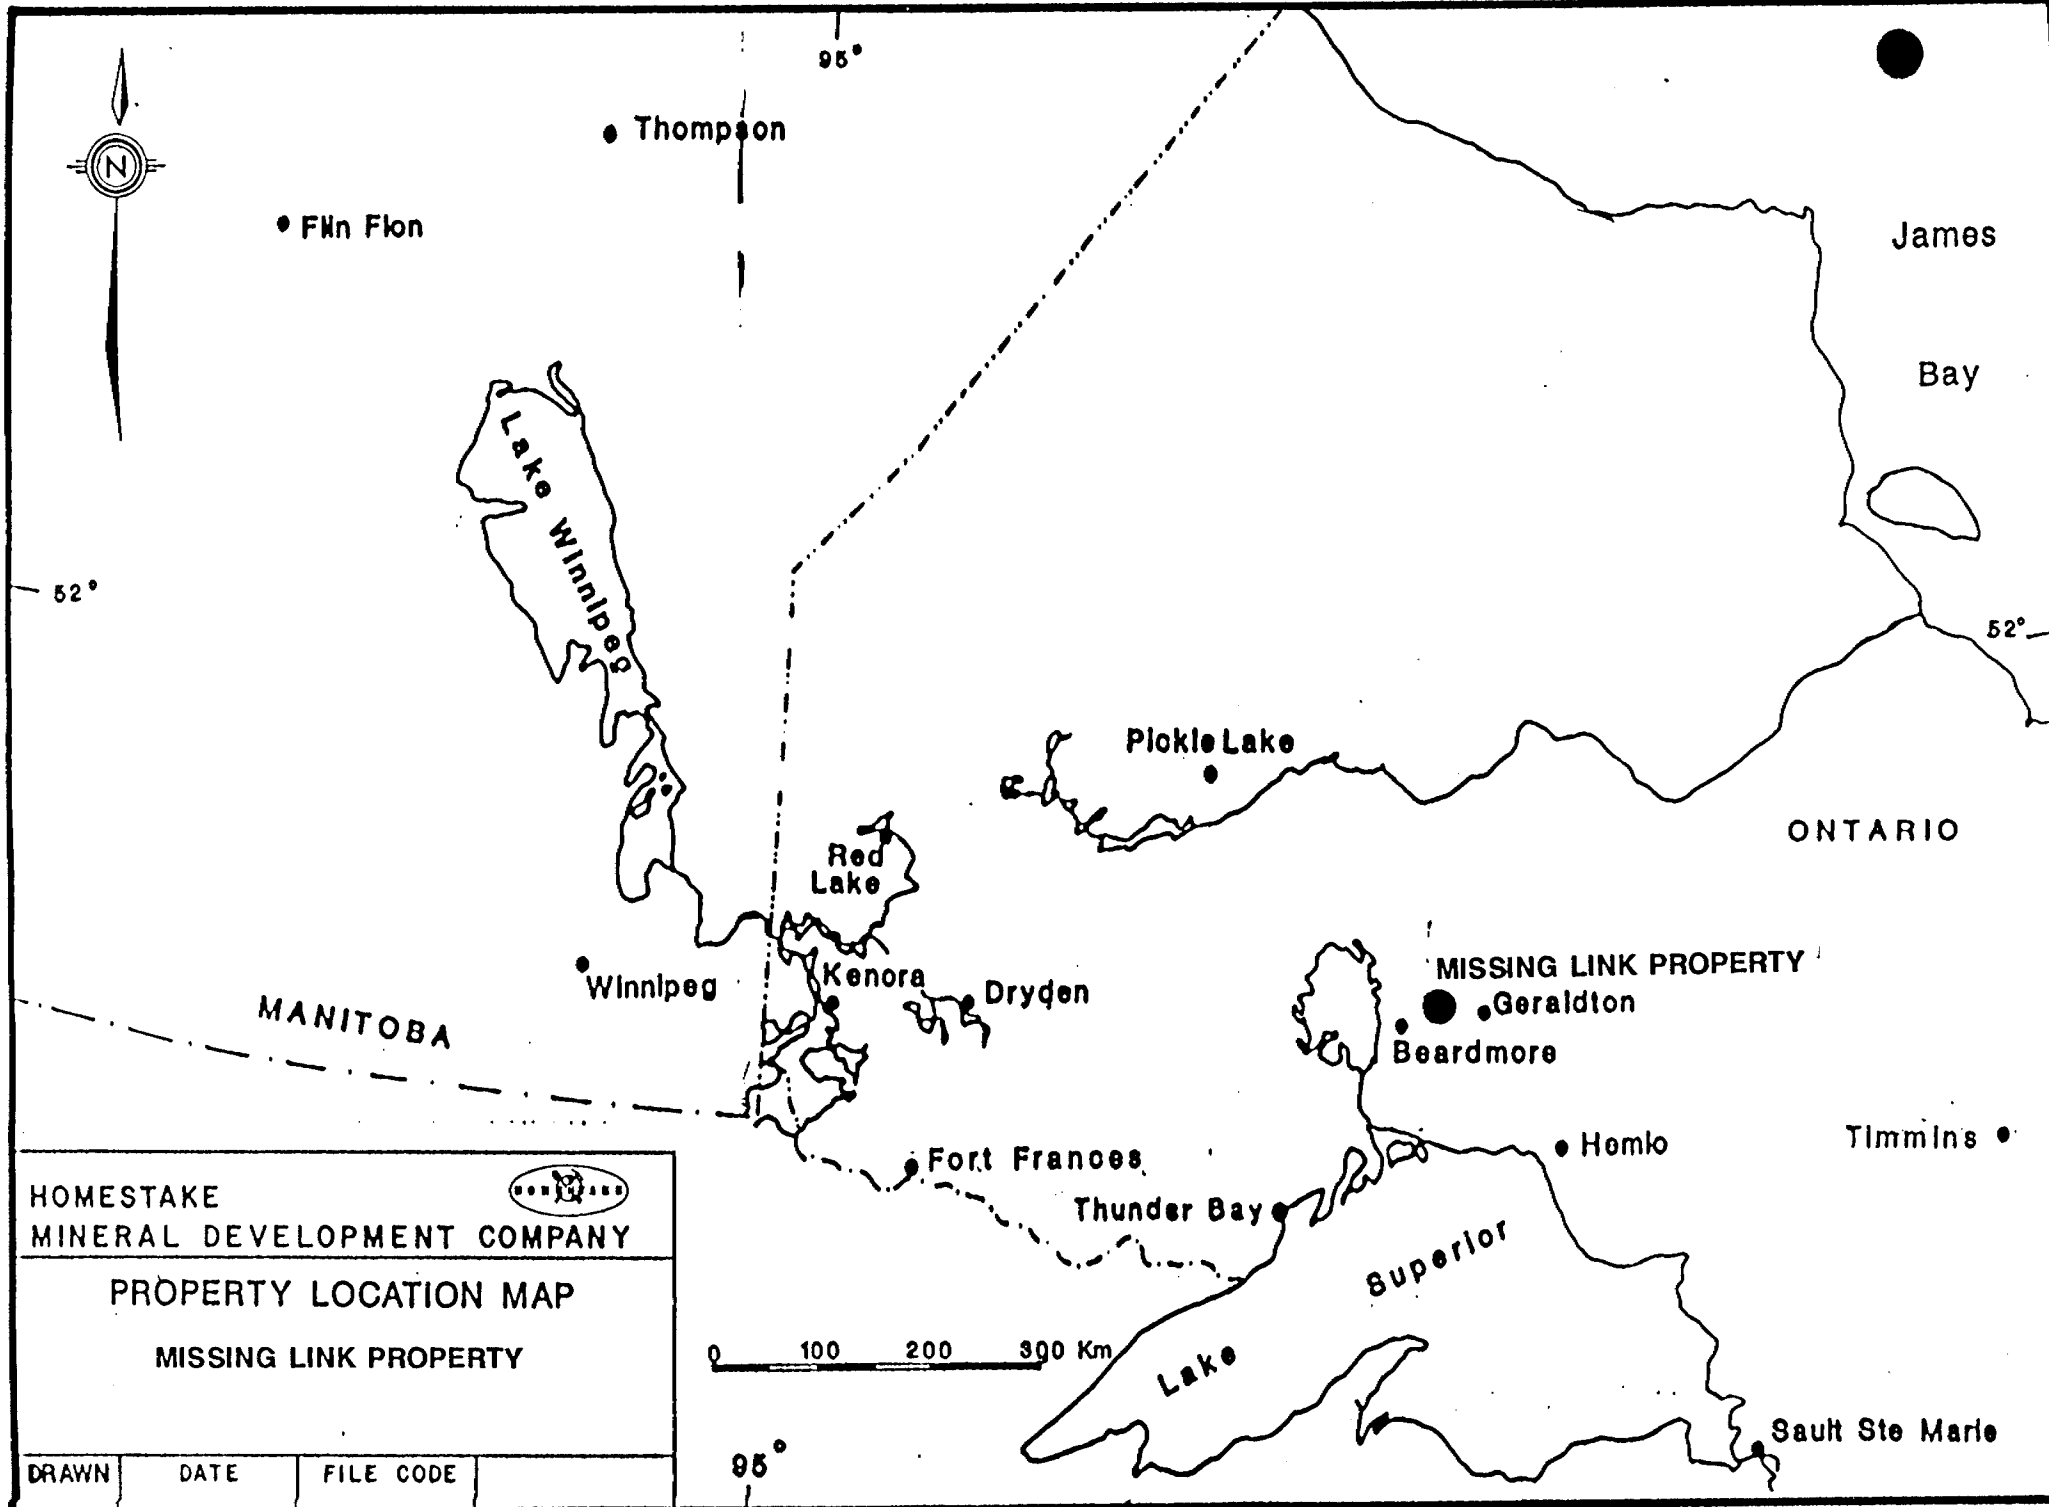 95°
Thompson
N
Flin Flon
James
Bay
Lake Winnipeg
52°
52°
Pickle Lake
ONTARIO
Red
Lake
MISSING LINK PROPERTY
Winnipeg
Kenora
Dryden
Geraldton
MANITOBA
Beardmore
Hemlo
Timmins
Fort Frances
Thunder Bay
Lake Superior
HOMESTAKE
HOMESTAKE
MINERAL DEVELOPMENT COMPANY
PROPERTY LOCATION MAP
MISSING LINK PROPERTY
0 100 200 300 Km
Sault Ste Marie
95°
DRAWN DATE FILE CODE